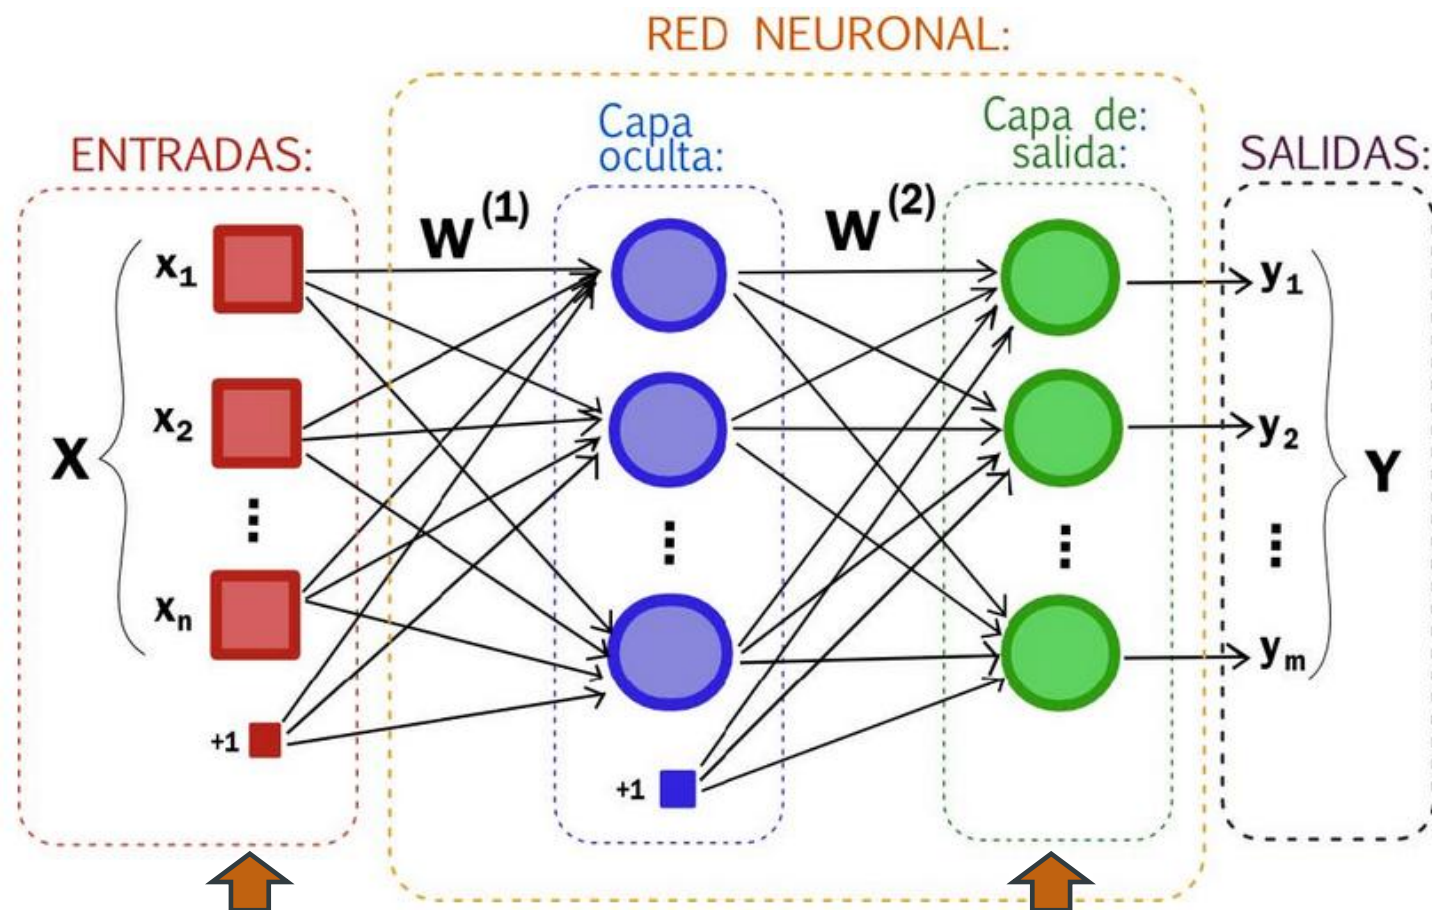 RED NEURONAL:
ENTRADAS:
Capa
oculta:
Capa de:
salida:
SALIDAS:
W(1)
W(2)
X
x1
x2
xn
+1
+1
y1
y2
ym
Y